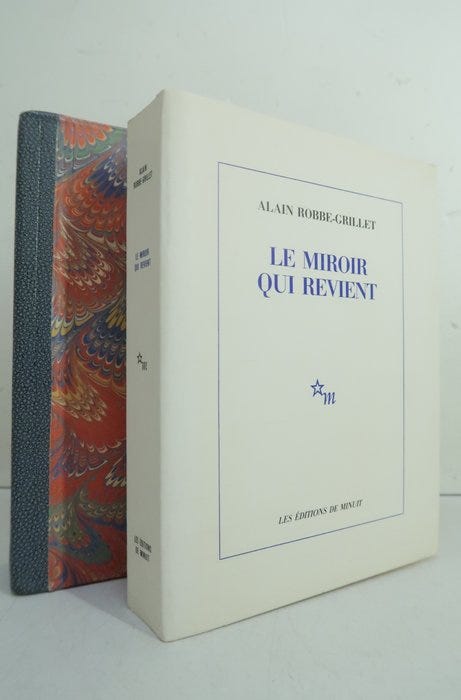 ALAIN
ROBBE-GRILLET
LE MIROIR
QUI REVIENT
m
LES ÉDITIONS
DE MINUIT
ALAIN ROBBE-GRILLET
LE MIROIR
QUI REVIENT
m
LES ÉDITIONS DE MINUIT